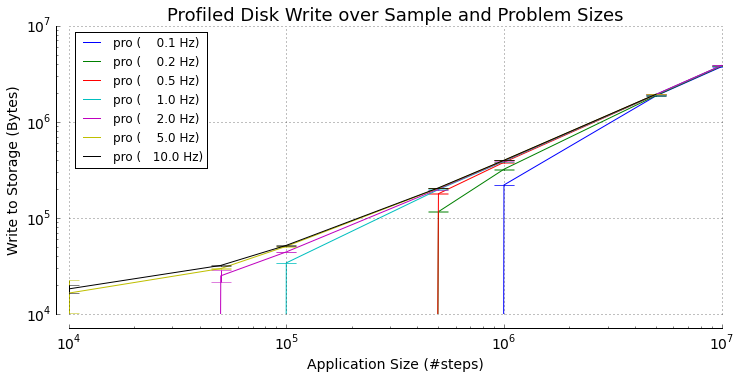 Profiled Disk Write over Sample and Problem Sizes
Write to Storage (Bytes)
10^7
10^6
10^5
10^4
pro (    0.1 Hz)
pro (    0.2 Hz)
pro (    0.5 Hz)
pro (    1.0 Hz)
pro (    2.0 Hz)
pro (    5.0 Hz)
pro (   10.0 Hz)
10^4 10^5 10^6 10^7
Application Size (#steps)